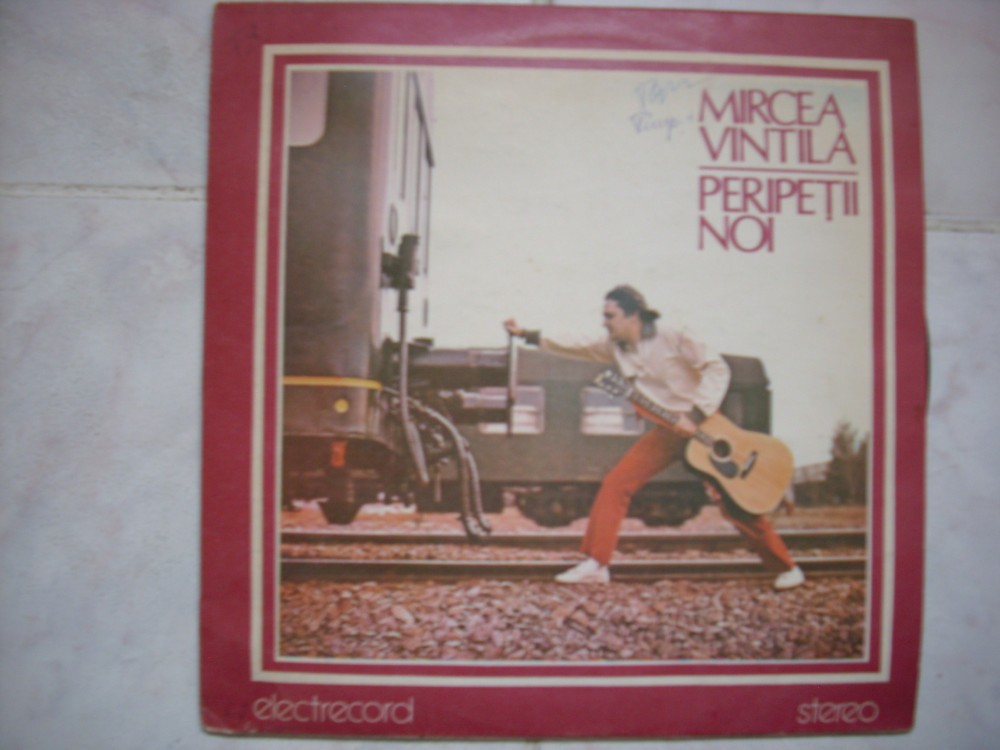 MIRCEA
VINTILĂ
PERIPEȚII
NOI
electrecord
stereo